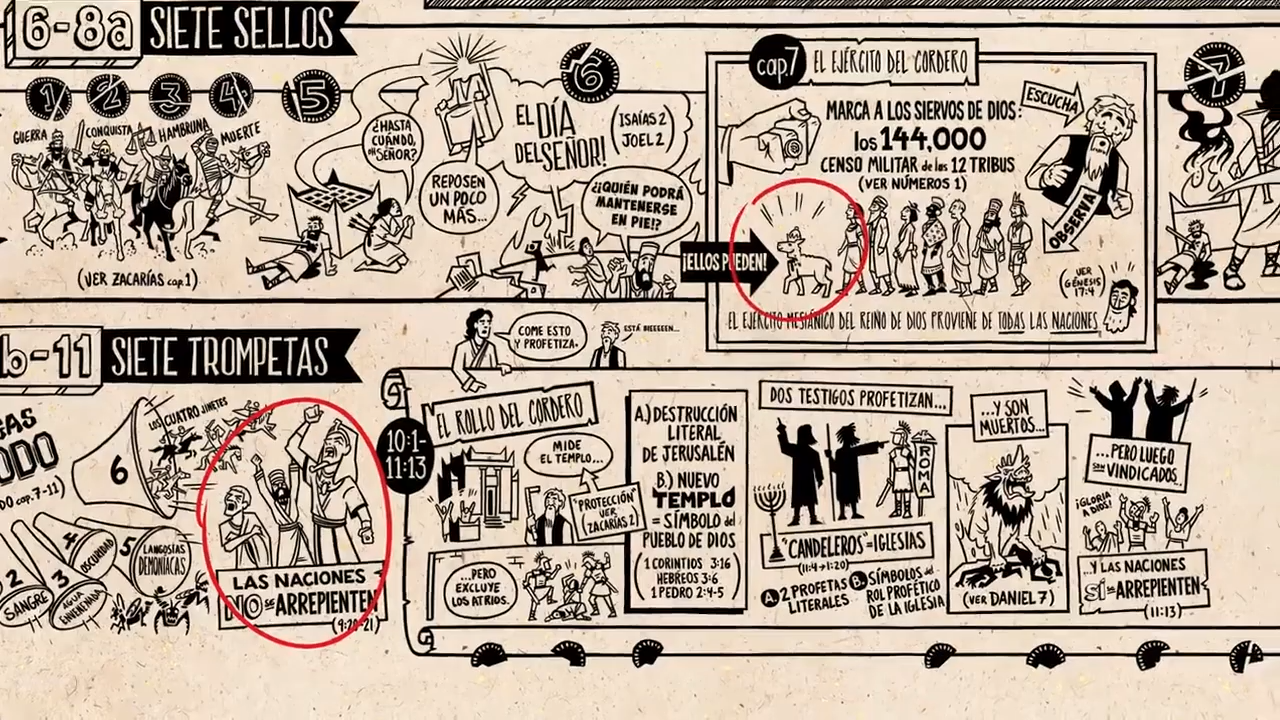 6-8a SIETE SELLOS
1 2 3 4 5
GUERRA CONQUISTA HAMBRUNA MUERTE
(VER ZACARÍAS cap. 1)
¿HASTA
CUÁNDO,
OH SEÑOR?
REPOSEN
UN POCO
MÁS...
6
EL DÍA
DEL SEÑOR!
(ISAÍAS 2
JOEL 2)
¿¡QUIÉN PODRÁ
MANTENERSE
EN PIE!?
¡ELLOS PUEDEN!
cap. 7 EL EJÉRCITO DEL CORDERO
MARCA A LOS SIERVOS DE DIOS:
los 144,000
CENSO MILITAR de las 12 TRIBUS
(VER NÚMEROS 1)
ESCUCHA
OBSERVA
(VER
GÉNESIS
17:4)
EL EJÉRCITO MESIÁNICO DEL REINO DE DIOS PROVIENE DE TODAS LAS NACIONES
7
b-11 SIETE TROMPETAS
GAS
ODO
DO cap. 7-11)
6
LOS CUATRO JINETES
2
SANGRE
3
AGUA
ENVENENADA
4
OSCURIDAD
5
LANGOSTAS
DEMONÍACAS
LAS NACIONES
NO SE ARREPIENTEN
(9:20-21)
COME ESTO
Y PROFETIZA.
ESTÁ BIEEEEN...
10:1-
11:13
EL ROLLO DEL CORDERO
MIDE
EL TEMPLO...
"PROTECCIÓN"
VER
ZACARÍAS 2
...PERO
EXCLUYE
LOS ATRIOS.
A.) DESTRUCCIÓN
LITERAL
DE JERUSALÉN
B.) NUEVO
TEMPLO
= SÍMBOLO del
PUEBLO DE DIOS
(1 CORINTIOS 3:16
HEBREOS 3:6
1 PEDRO 2:4-5)
DOS TESTIGOS PROFETIZAN...
ROMA
"CANDELEROS"=IGLESIAS
(11:4→1:20)
A. 2 PROFETAS
LITERALES
B. SÍMBOLOS del
ROL PROFÉTICO
DE LA IGLESIA
...Y SON
MUERTOS...
(VER DANIEL 7)
...PERO LUEGO
SON VINDICADOS.
¡GLORIA
A DIOS!
...Y LAS NACIONES
SÍ SE ARREPIENTEN
(11:13)